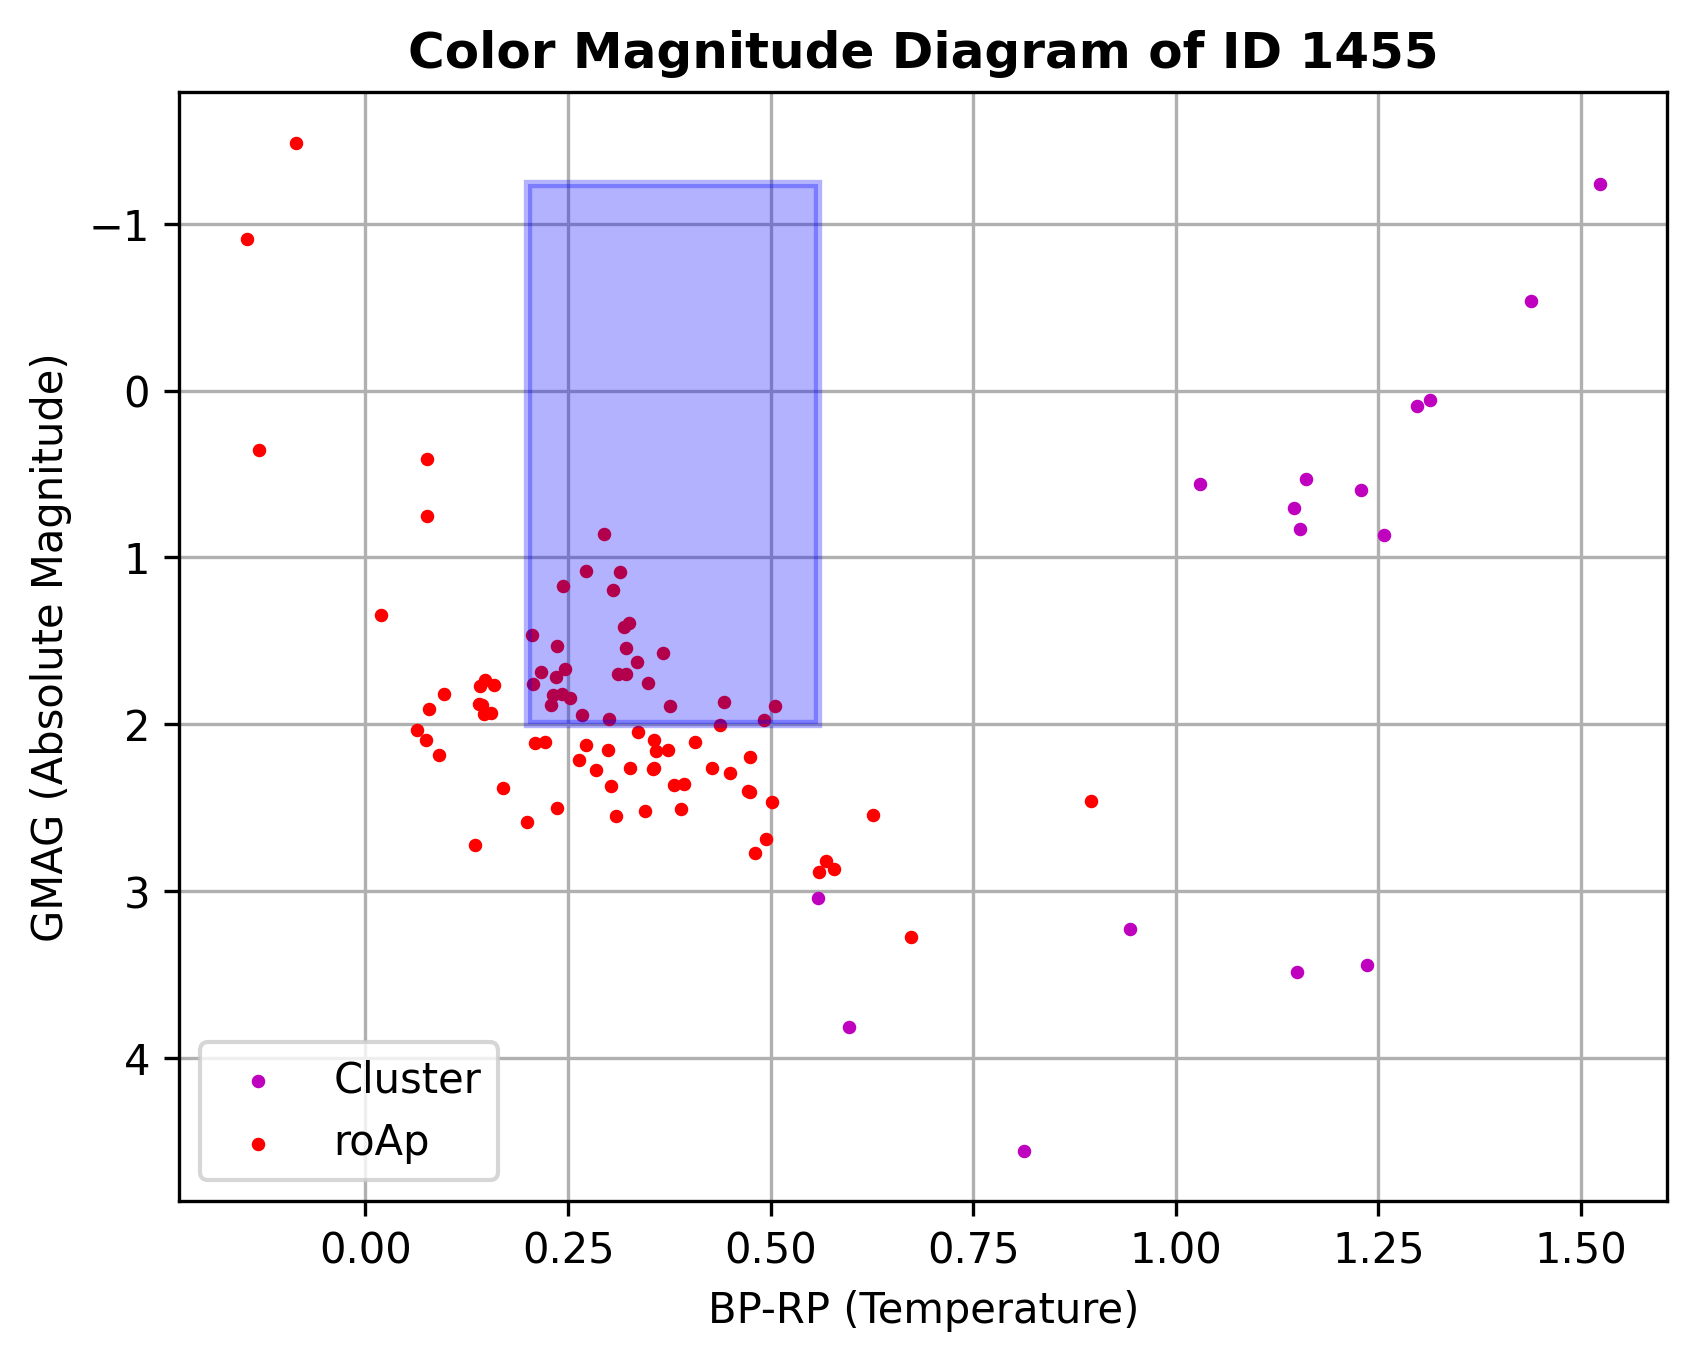 Color Magnitude Diagram of ID 1455
GMAG (Absolute Magnitude)
−1
0
1
2
3
4
Cluster
roAp
0.00 0.25 0.50 0.75 1.00 1.25 1.50
BP-RP (Temperature)